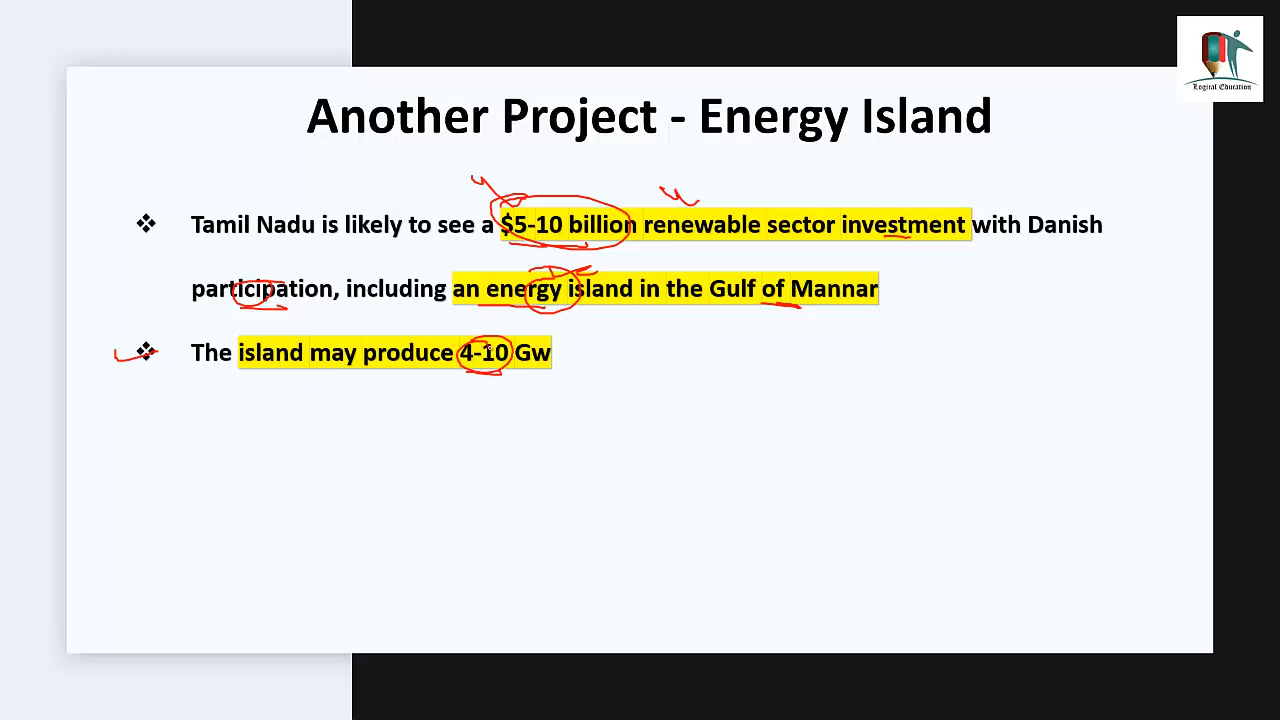 Logical Education
Another Project - Energy Island
❖ Tamil Nadu is likely to see a $5-10 billion renewable sector investment with Danish
participation, including an energy island in the Gulf of Mannar
❖ The island may produce 4-10 Gw